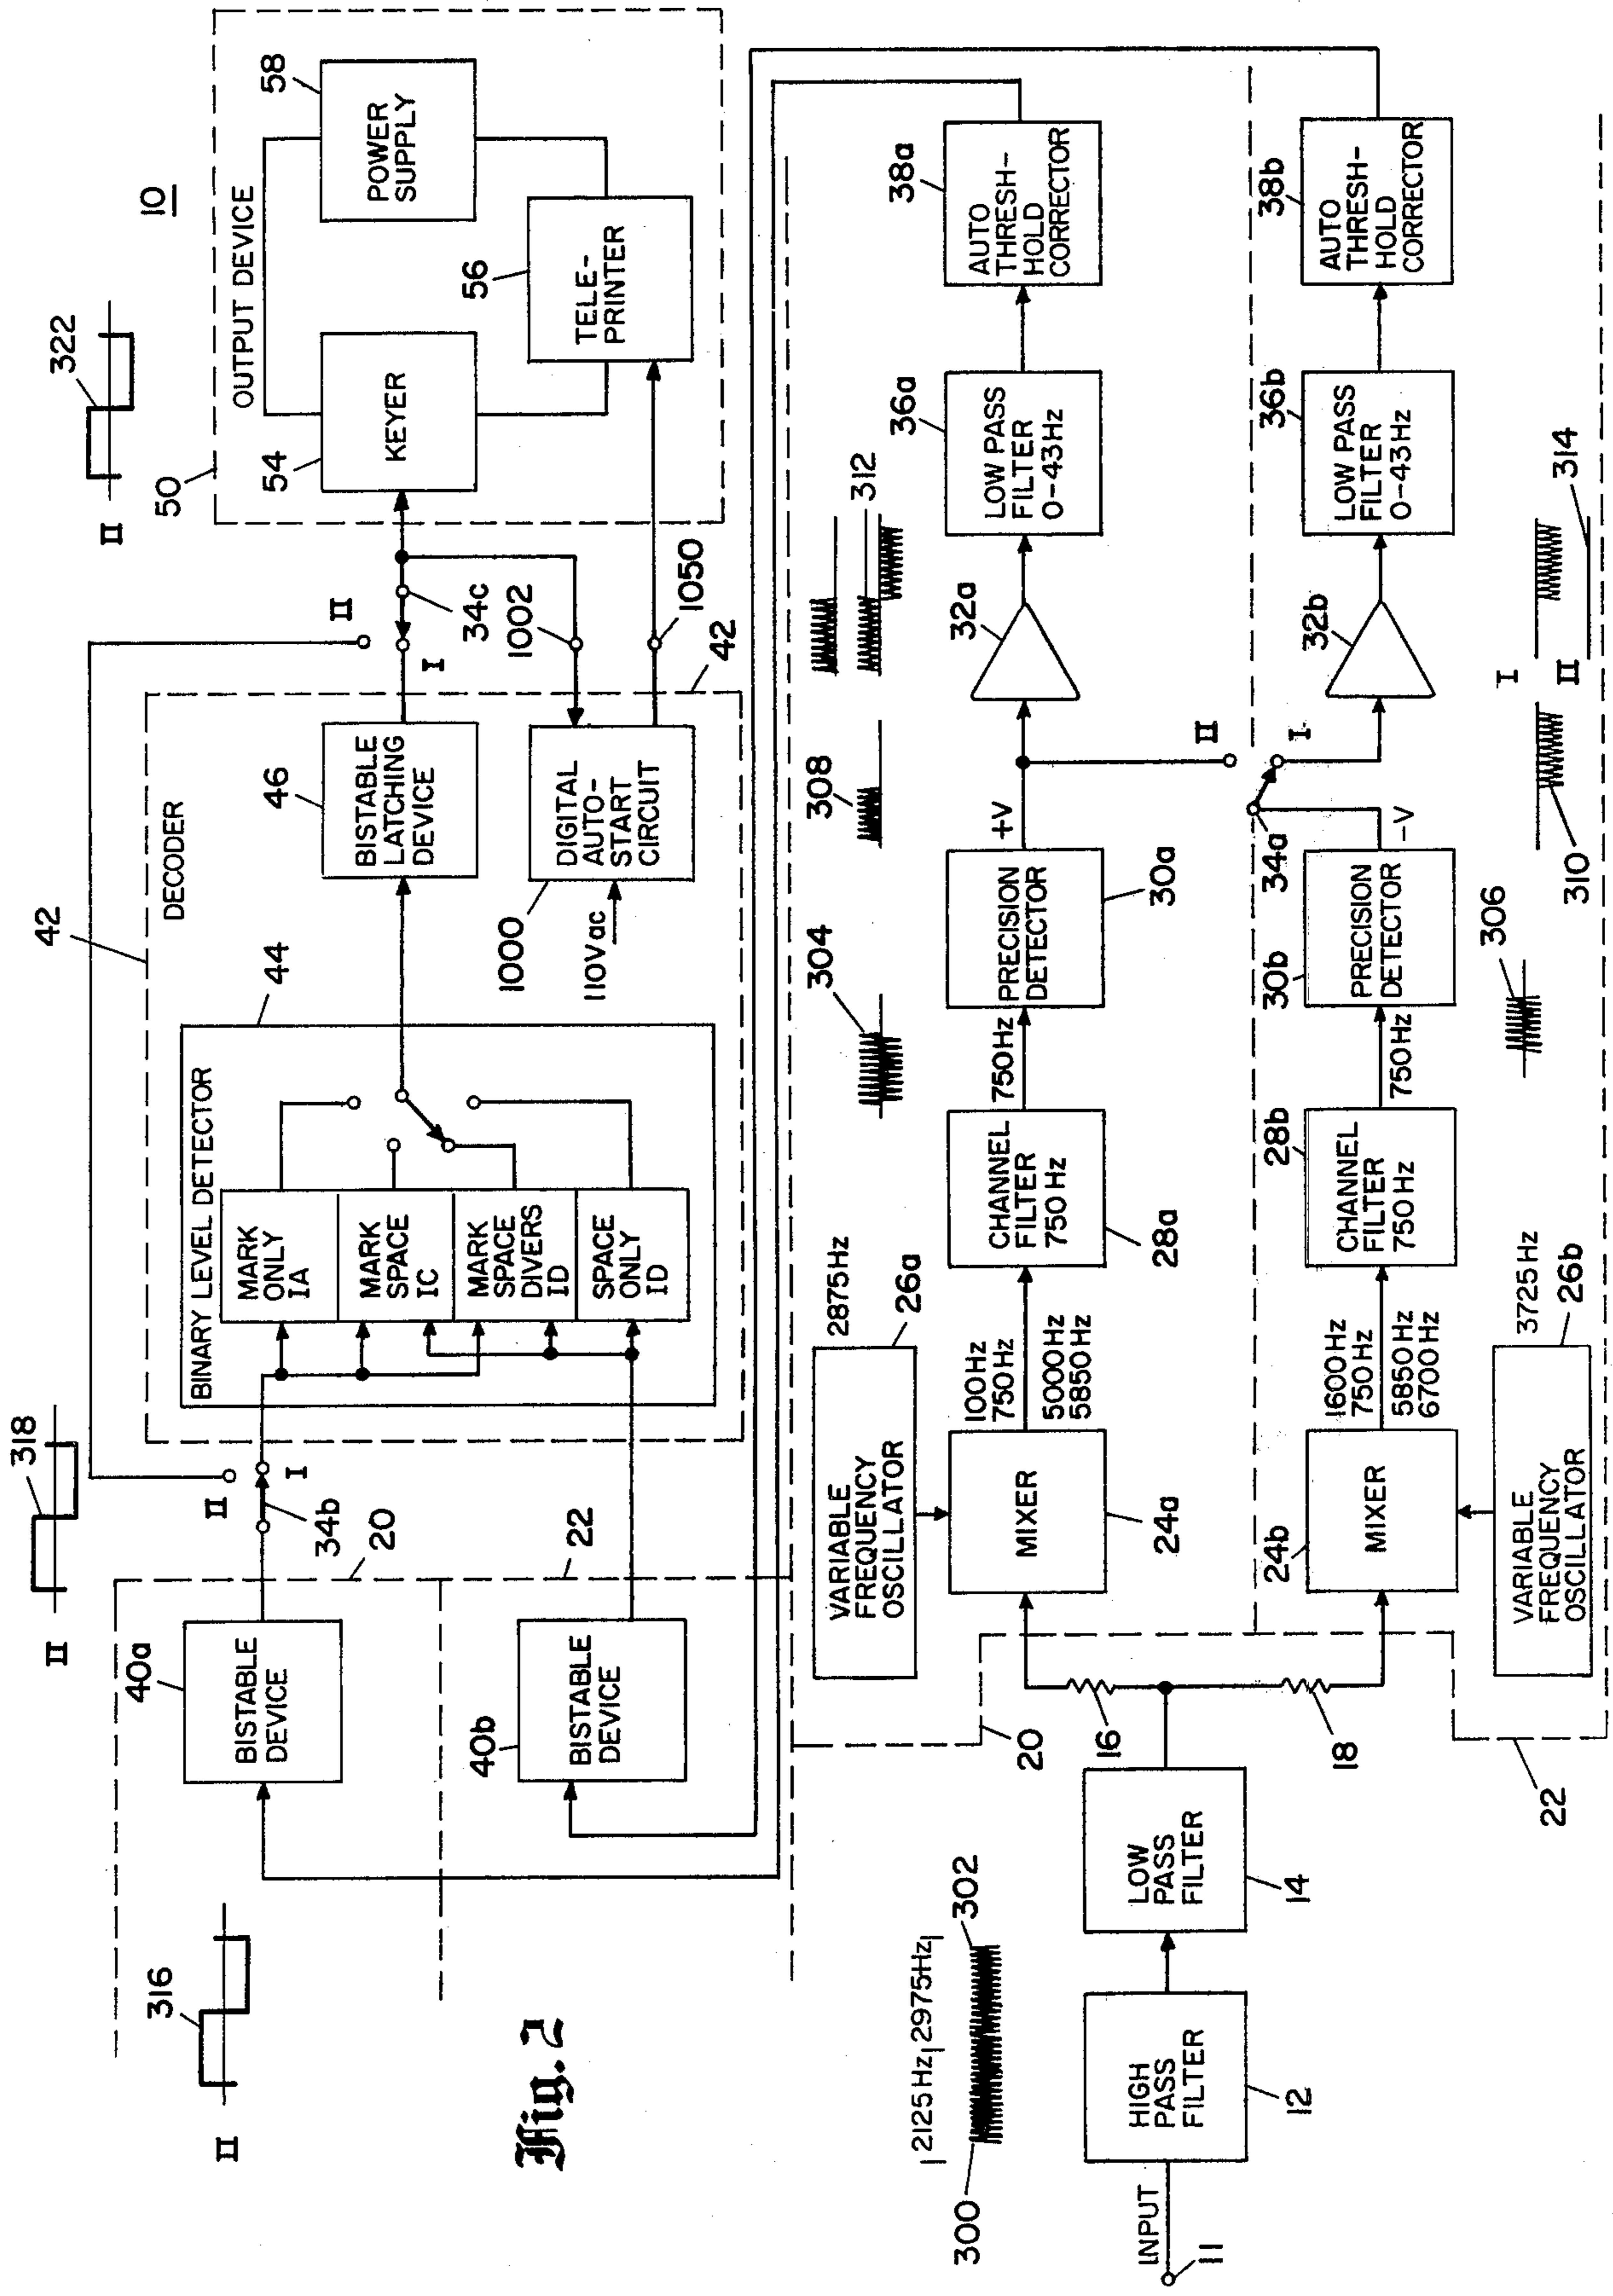 318
II
322
II
10
316
II
40a
BISTABLE
DEVICE
40b
BISTABLE
DEVICE
II
I
34b
20
22
42
DECODER
BINARY LEVEL DETECTOR
44
MARK
ONLY
IA
MARK
SPACE
IC
MARK
SPACE
DIVERS
ID
SPACE
ONLY
ID
46
BISTABLE
LATCHING
DEVICE
1000
110Vac
DIGITAL
AUTO-
START
CIRCUIT
II
I
34c
1002
1050
42
50
OUTPUT DEVICE
54
KEYER
58
POWER
SUPPLY
56
TELE-
PRINTER
Fig. 2
2125Hz
2975Hz
300
302
INPUT
11
HIGH
PASS
FILTER
12
LOW
PASS
FILTER
14
16
18
20
22
VARIABLE
FREQUENCY
OSCILLATOR
2875Hz
26a
MIXER
24a
100Hz
750Hz
5000Hz
5850Hz
CHANNEL
FILTER
750Hz
28a
750Hz
304
PRECISION
DETECTOR
30a
+V
308
32a
312
LOW PASS
FILTER
0-43Hz
36a
AUTO
THRESH-
HOLD
CORRECTOR
38a
24b
MIXER
VARIABLE
FREQUENCY
OSCILLATOR
3725Hz
26b
1600Hz
750Hz
5850Hz
6700Hz
CHANNEL
FILTER
750Hz
28b
750Hz
306
PRECISION
DETECTOR
30b
-V
34a
II
I
310
32b
I
II
314
LOW PASS
FILTER
0-43Hz
36b
AUTO
THRESH-
HOLD
CORRECTOR
38b